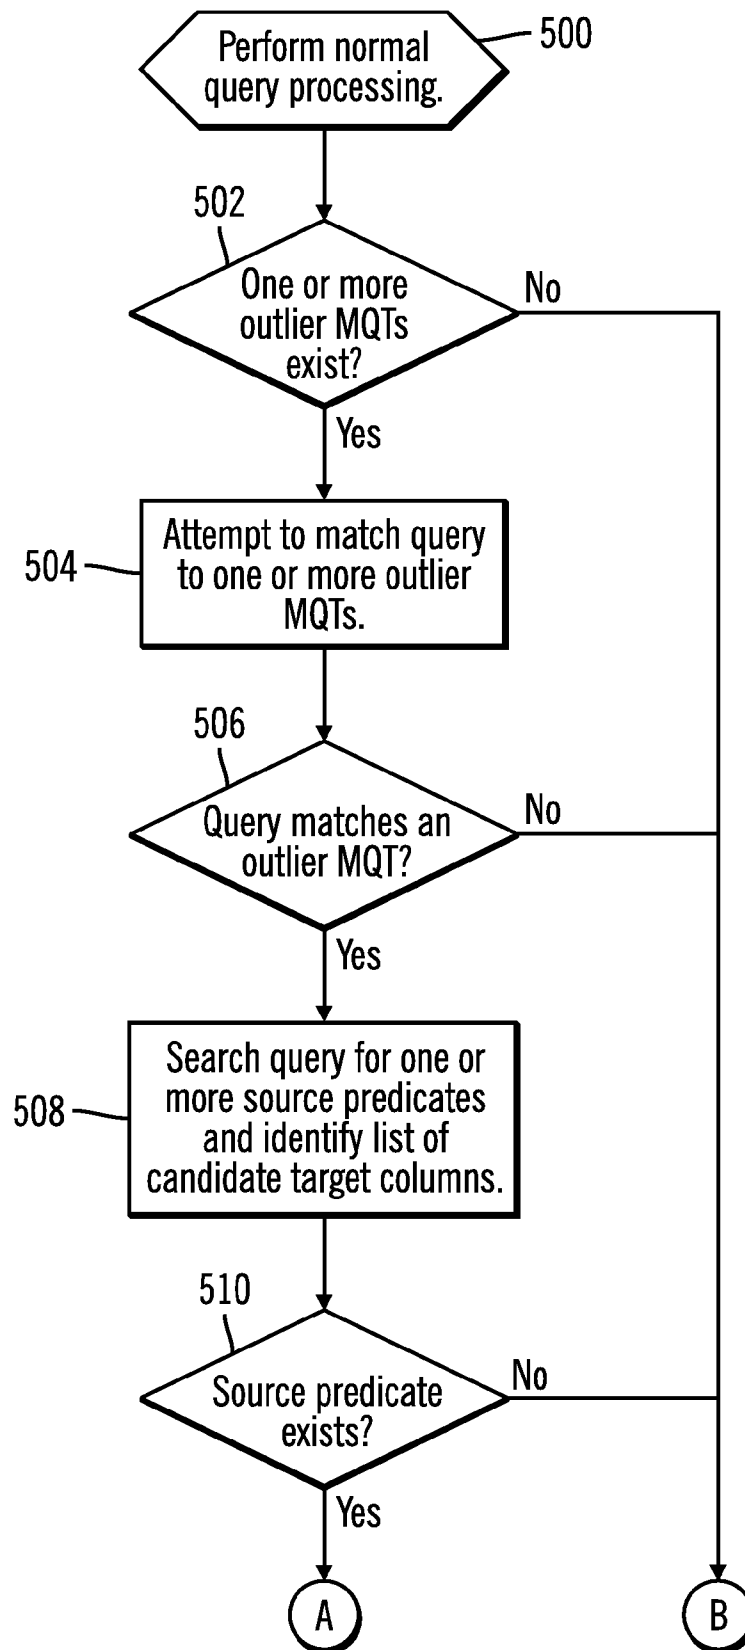 Perform normal
query processing.
500
502
One or more
outlier MQTs
exist?
No
Yes
504
Attempt to match query
to one or more outlier
MQTs.
506
Query matches an
outlier MQT?
No
Yes
508
Search query for one or
more source predicates
and identify list of
candidate target columns.
510
Source predicate
exists?
No
Yes
A
B